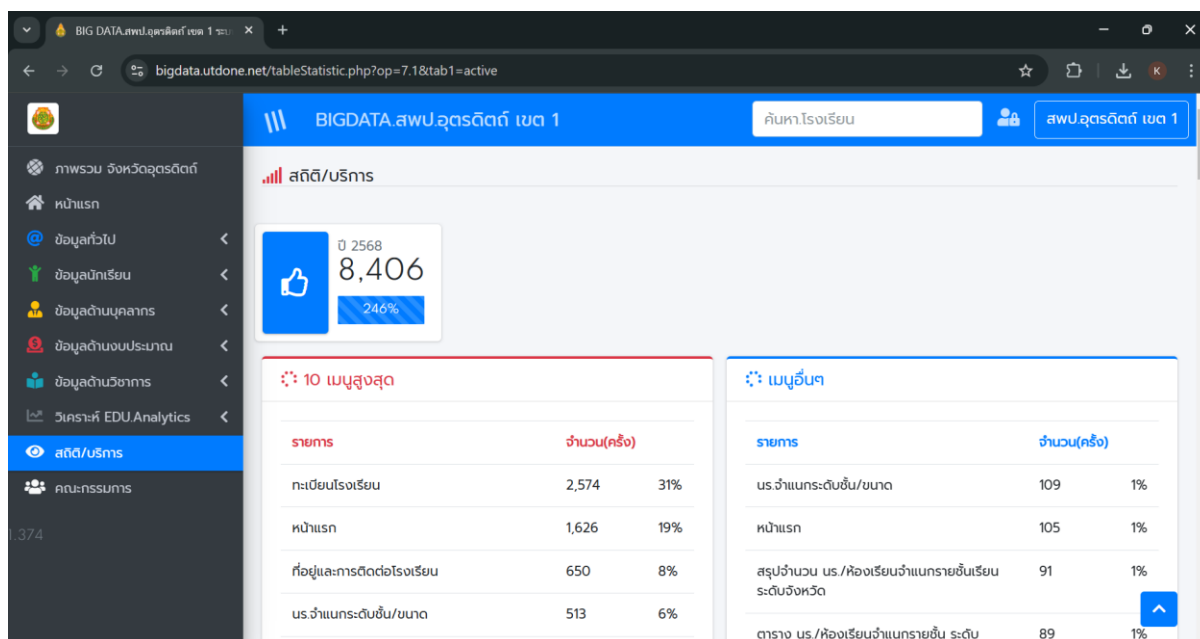 BIG DATA.สพป.อุตรดิตถ์ เขต 1 ระบ
bigdata.utdone.net/tableStatistic.php?op=7.1&tab1=active
K
BIGDATA.สพป.อุตรดิตถ์ เขต 1
ค้นหา.โรงเรียน
สพป.อุตรดิตถ์ เขต 1
ภาพรวม จังหวัดอุตรดิตถ์
หน้าแรก
ข้อมูลทั่วไป
ข้อมูลนักเรียน
ข้อมูลด้านบุคลากร
ข้อมูลด้านงบประมาณ
ข้อมูลด้านวิชาการ
วิเคราะห์ EDU.Analytics
สถิติ/บริการ
คณะกรรมการ
1.374
สถิติ/บริการ
ปี 2568
8,406
246%
10 เมนูสูงสุด
รายการ จำนวน(ครั้ง)
ทะเบียนโรงเรียน 2,574 31%
หน้าแรก 1,626 19%
ที่อยู่และการติดต่อโรงเรียน 650 8%
นร.จำแนกระดับชั้น/ขนาด 513 6%
เมนูอื่นๆ
รายการ จำนวน(ครั้ง)
นร.จำแนกระดับชั้น/ขนาด 109 1%
หน้าแรก 105 1%
สรุปจำนวน นร./ห้องเรียนจำแนกรายชั้นเรียน 91 1%
ระดับจังหวัด
ตาราง นร./ห้องเรียนจำแนกรายชั้น ระดับ 89 1%